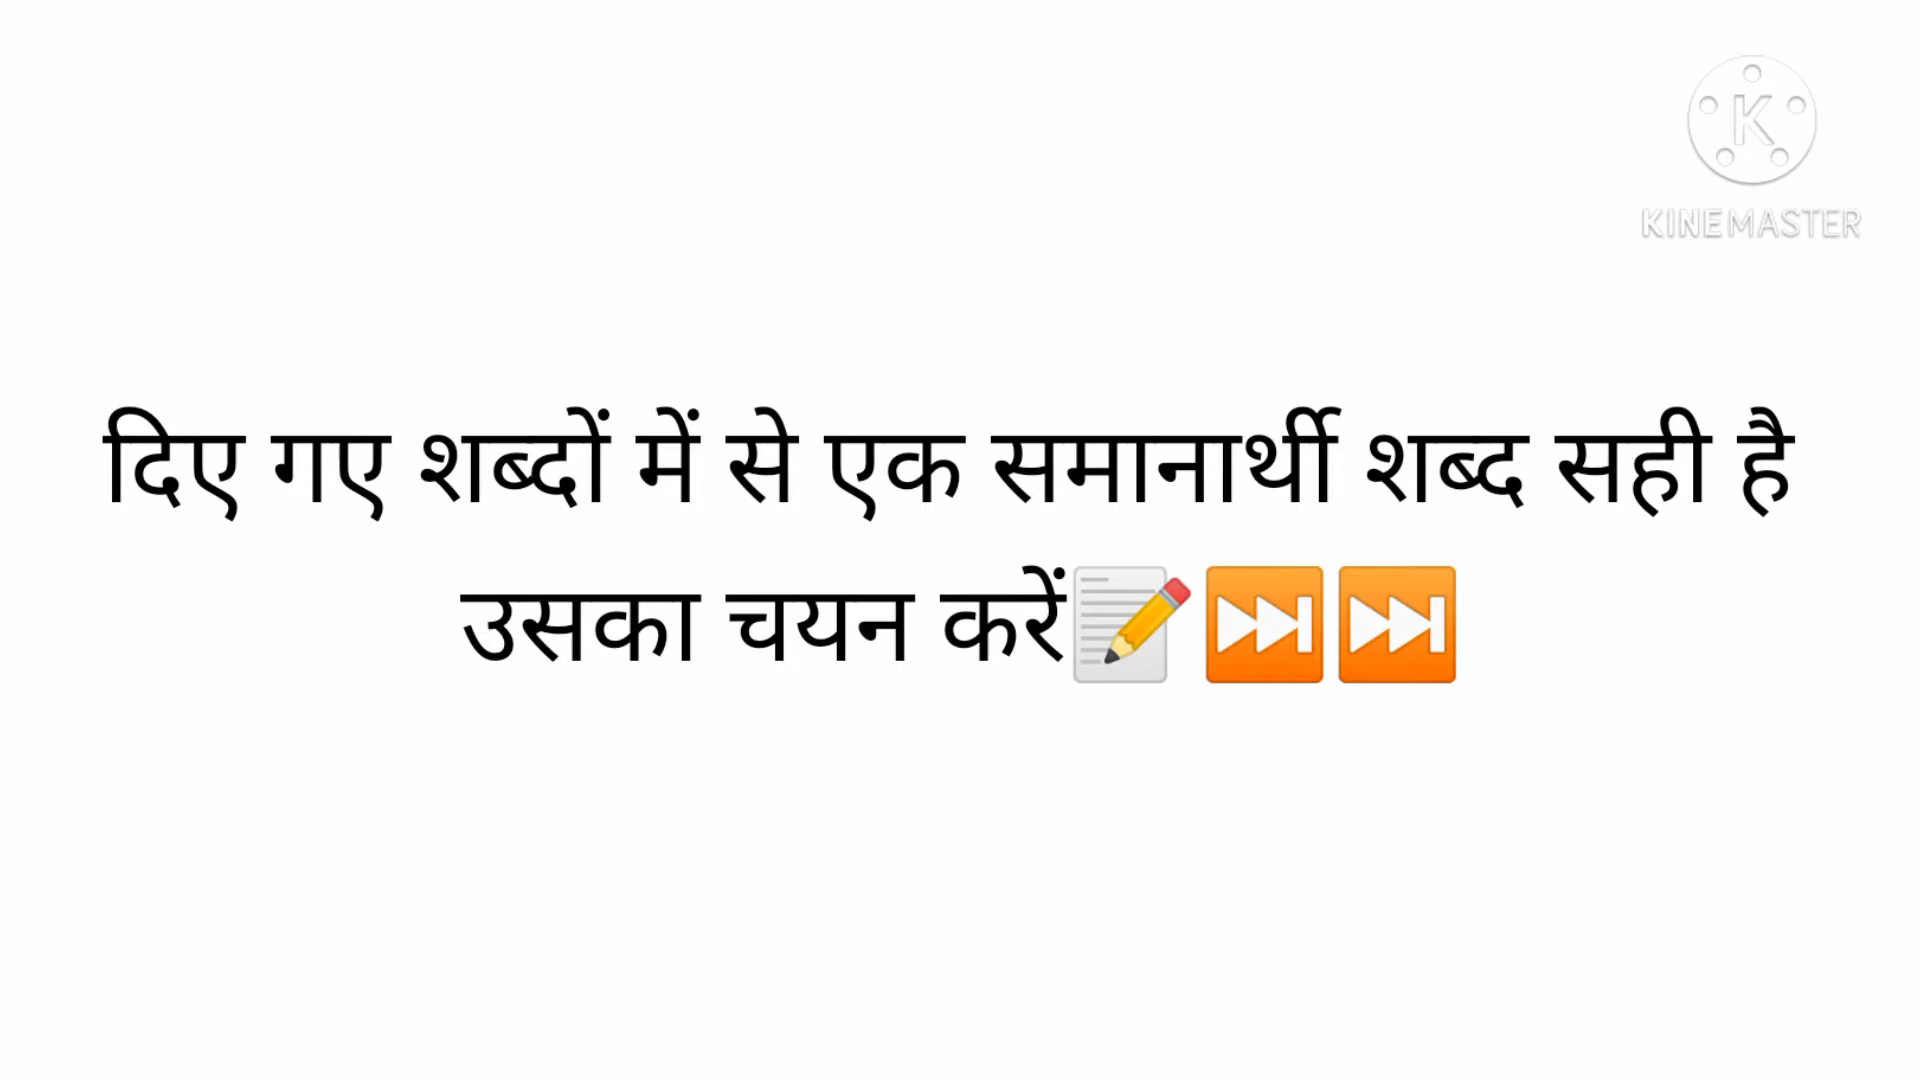 K
KINEMASTER
दिए गए शब्दों में से एक समानार्थी शब्द सही है
उसका चयन करें📝⏭️⏭️